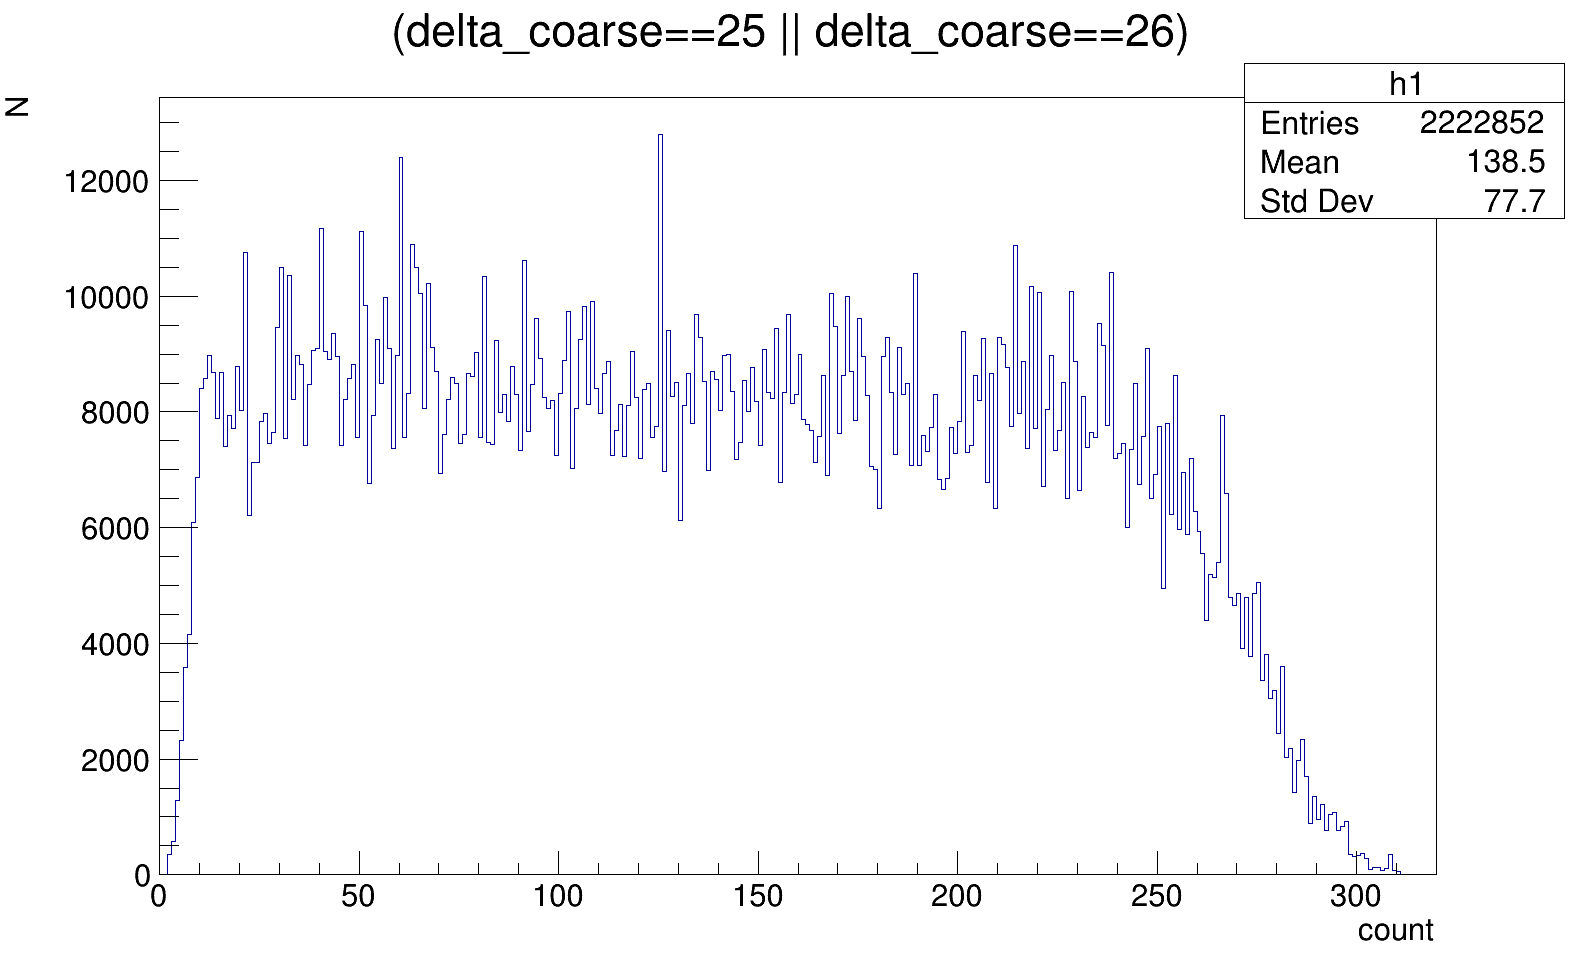 (delta_coarse==25 || delta_coarse==26)
h1
Entries 2222852
Mean 138.5
Std Dev 77.7
N
12000
10000
8000
6000
4000
2000
0
0 50 100 150 200 250 300
count